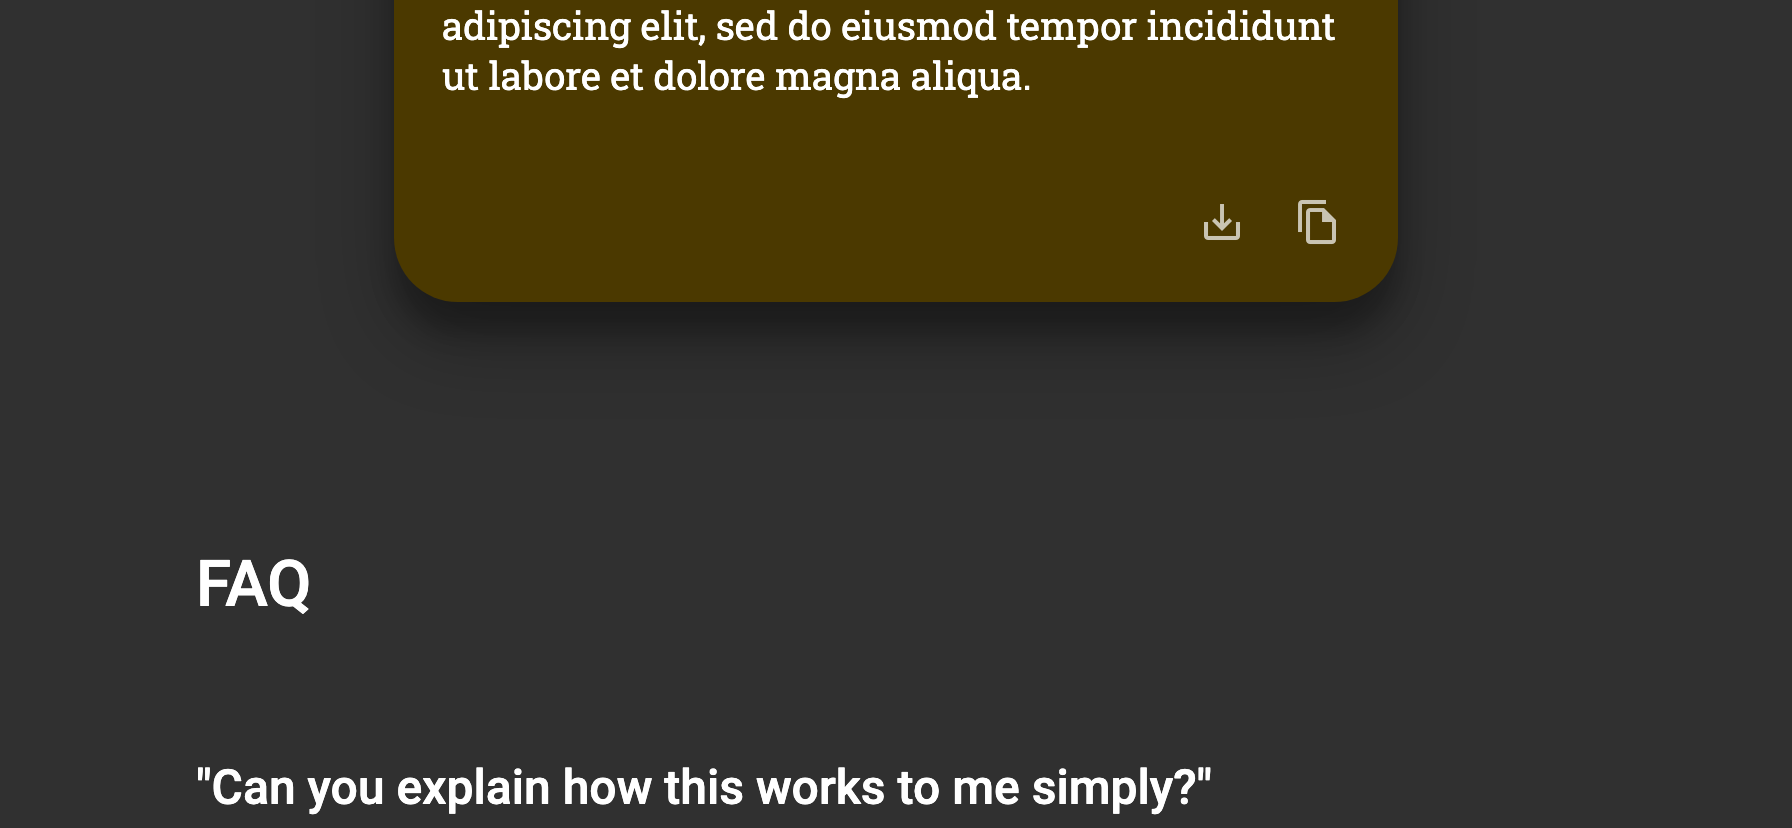 adipiscing elit, sed do eiusmod tempor incididunt
ut labore et dolore magna aliqua.
FAQ
"Can you explain how this works to me simply?"